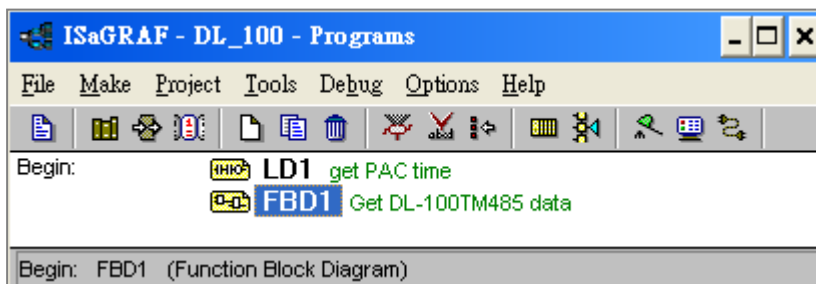 ISaGRAF - DL_100 - Programs
File Make Project Tools Debug Options Help
Begin: LD1 get PAC time
FBD1 Get DL-100TM485 data
Begin: FBD1 (Function Block Diagram)